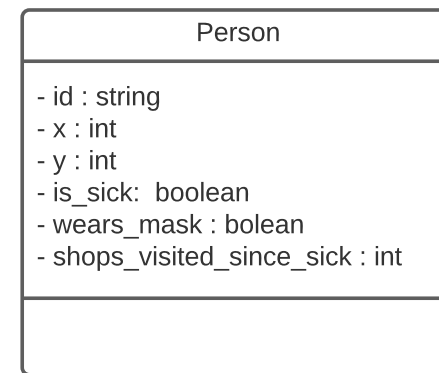 Person
- id : string
- x : int
- y : int
- is_sick:  boolean
- wears_mask : bolean
- shops_visited_since_sick : int